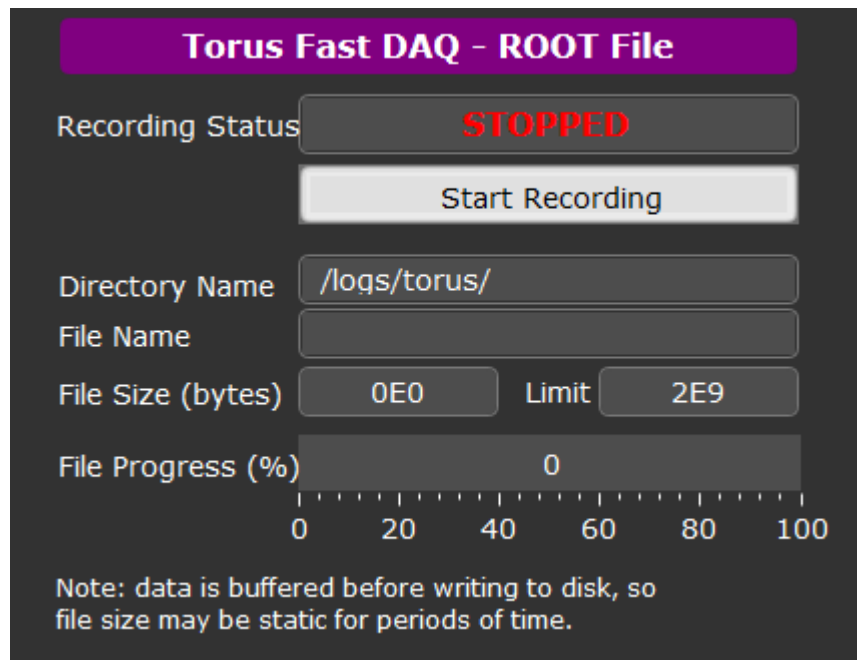 Torus Fast DAQ - ROOT File
Recording Status STOPPED
Start Recording
Directory Name /logs/torus/
File Name
File Size (bytes) 0E0 Limit 2E9
File Progress (%) 0
0 20 40 60 80 100
Note: data is buffered before writing to disk, so
file size may be static for periods of time.